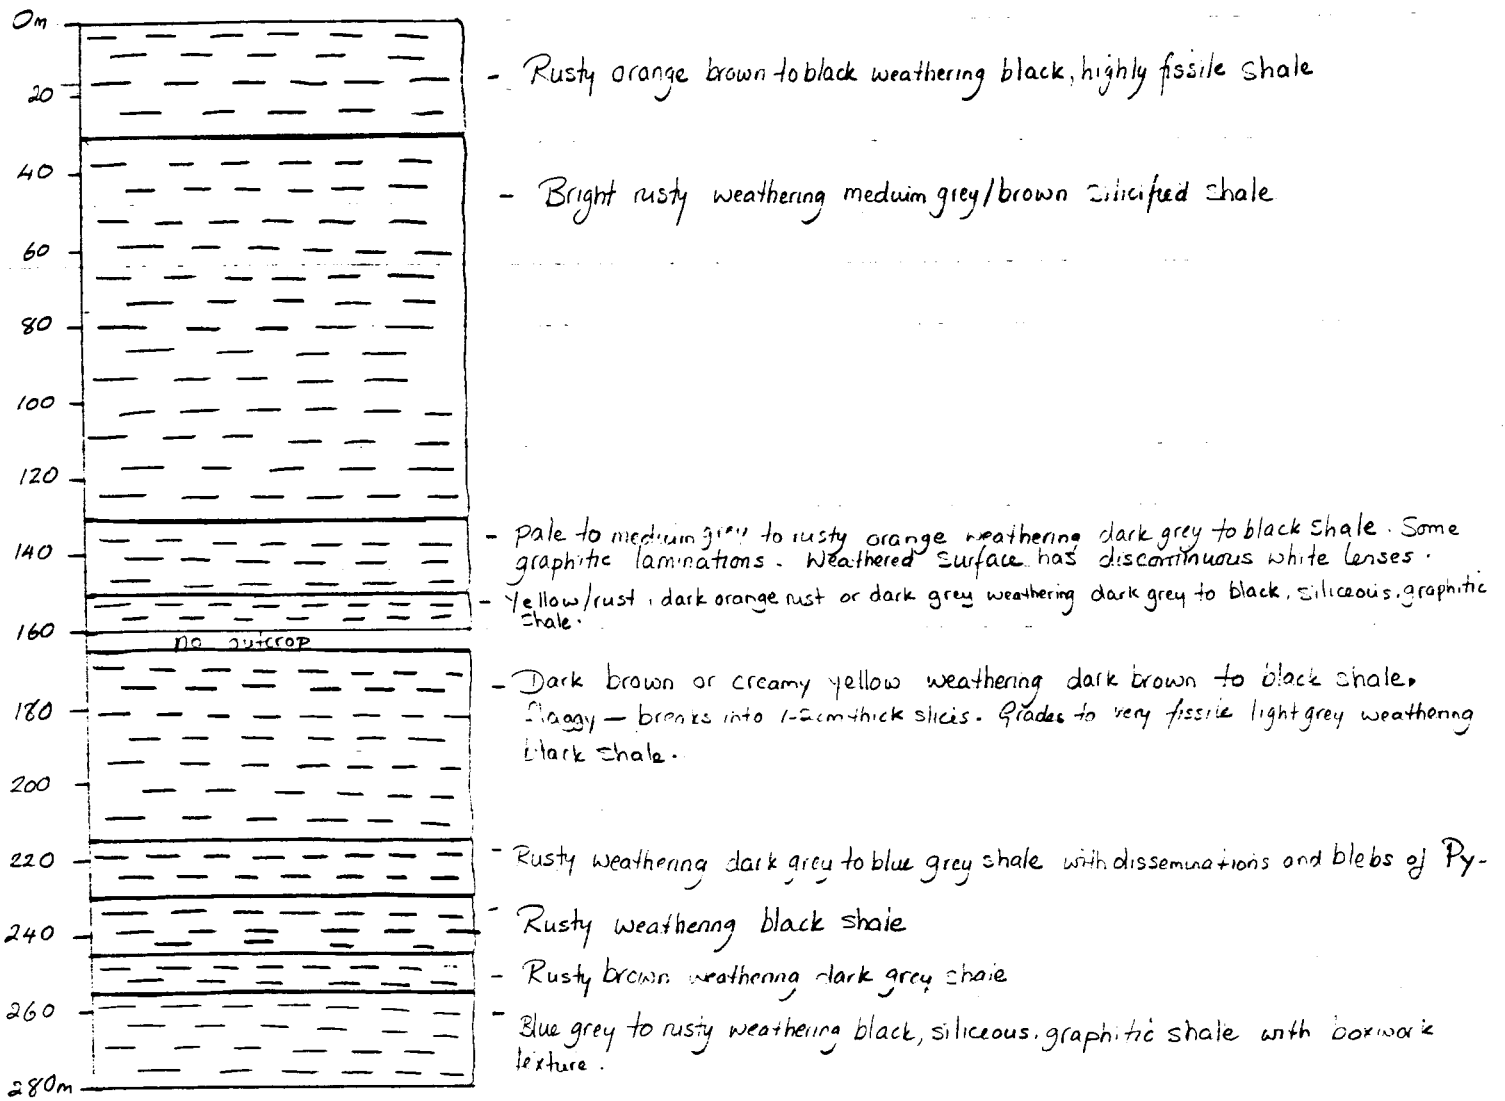 0m
- Rusty orange brown to black weathering black, highly fissile shale
20
40
- Bright rusty weathering meduim grey/brown silicified shale
60
80
100
120
- pale to meduim grey to rusty orange weathering dark grey to black shale. Some
graphitic laminations. Weathered surface has discontinuous white lenses.
140
- Yellow/rust, dark orange rust or dark grey weathering dark grey to black, siliceous, graphitic
shale.
160
no outcrop
- Dark brown or creamy yellow weathering dark brown to black shale.
flaggy — breaks into 1-2cm thick slices. Grades to very fissile light grey weathering
black shale.
180
200
220
- Rusty weathering dark grey to blue grey shale with disseminations and blebs of Py-
- Rusty weathering black shale
240
- Rusty brown weathering dark grey shale
260
- Blue grey to rusty weathering black, siliceous, graphitic shale with boxwork
texture.
280m